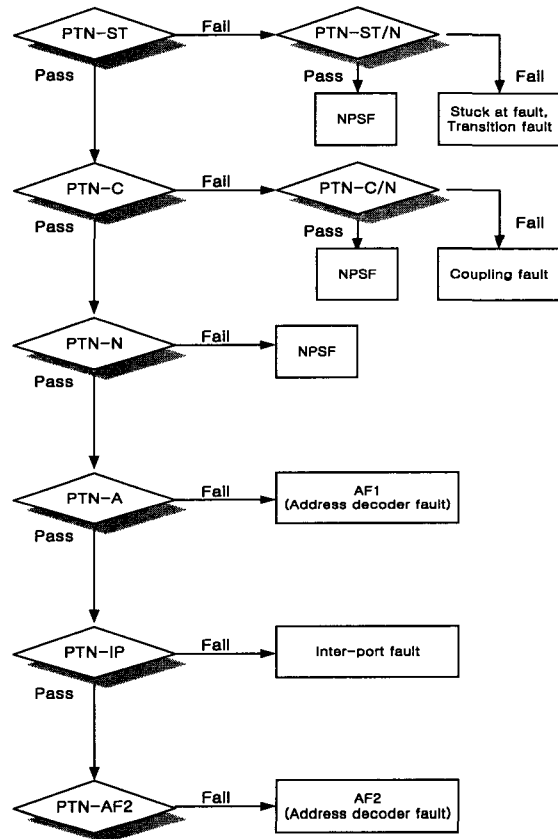 PTN-ST
Fail
PTN-ST/N
Pass
Pass
Fail
NPSF
Stuck at fault,
Transition fault
PTN-C
Fail
PTN-C/N
Pass
Pass
Fail
NPSF
Coupling fault
PTN-N
Fail
NPSF
Pass
PTN-A
Fail
AF1
(Address decoder fault)
Pass
PTN-IP
Fail
Inter-port fault
Pass
PTN-AF2
Fail
AF2
(Address decoder fault)